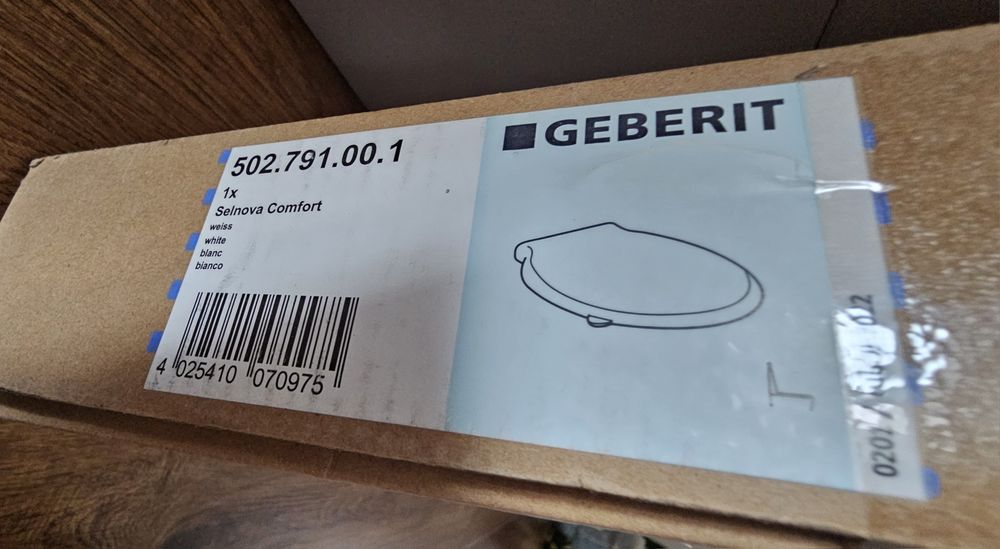 502.791.00.1
1x
Selnova Comfort
weiss
white
blanc
bianco
4 025410 070975
GEBERIT